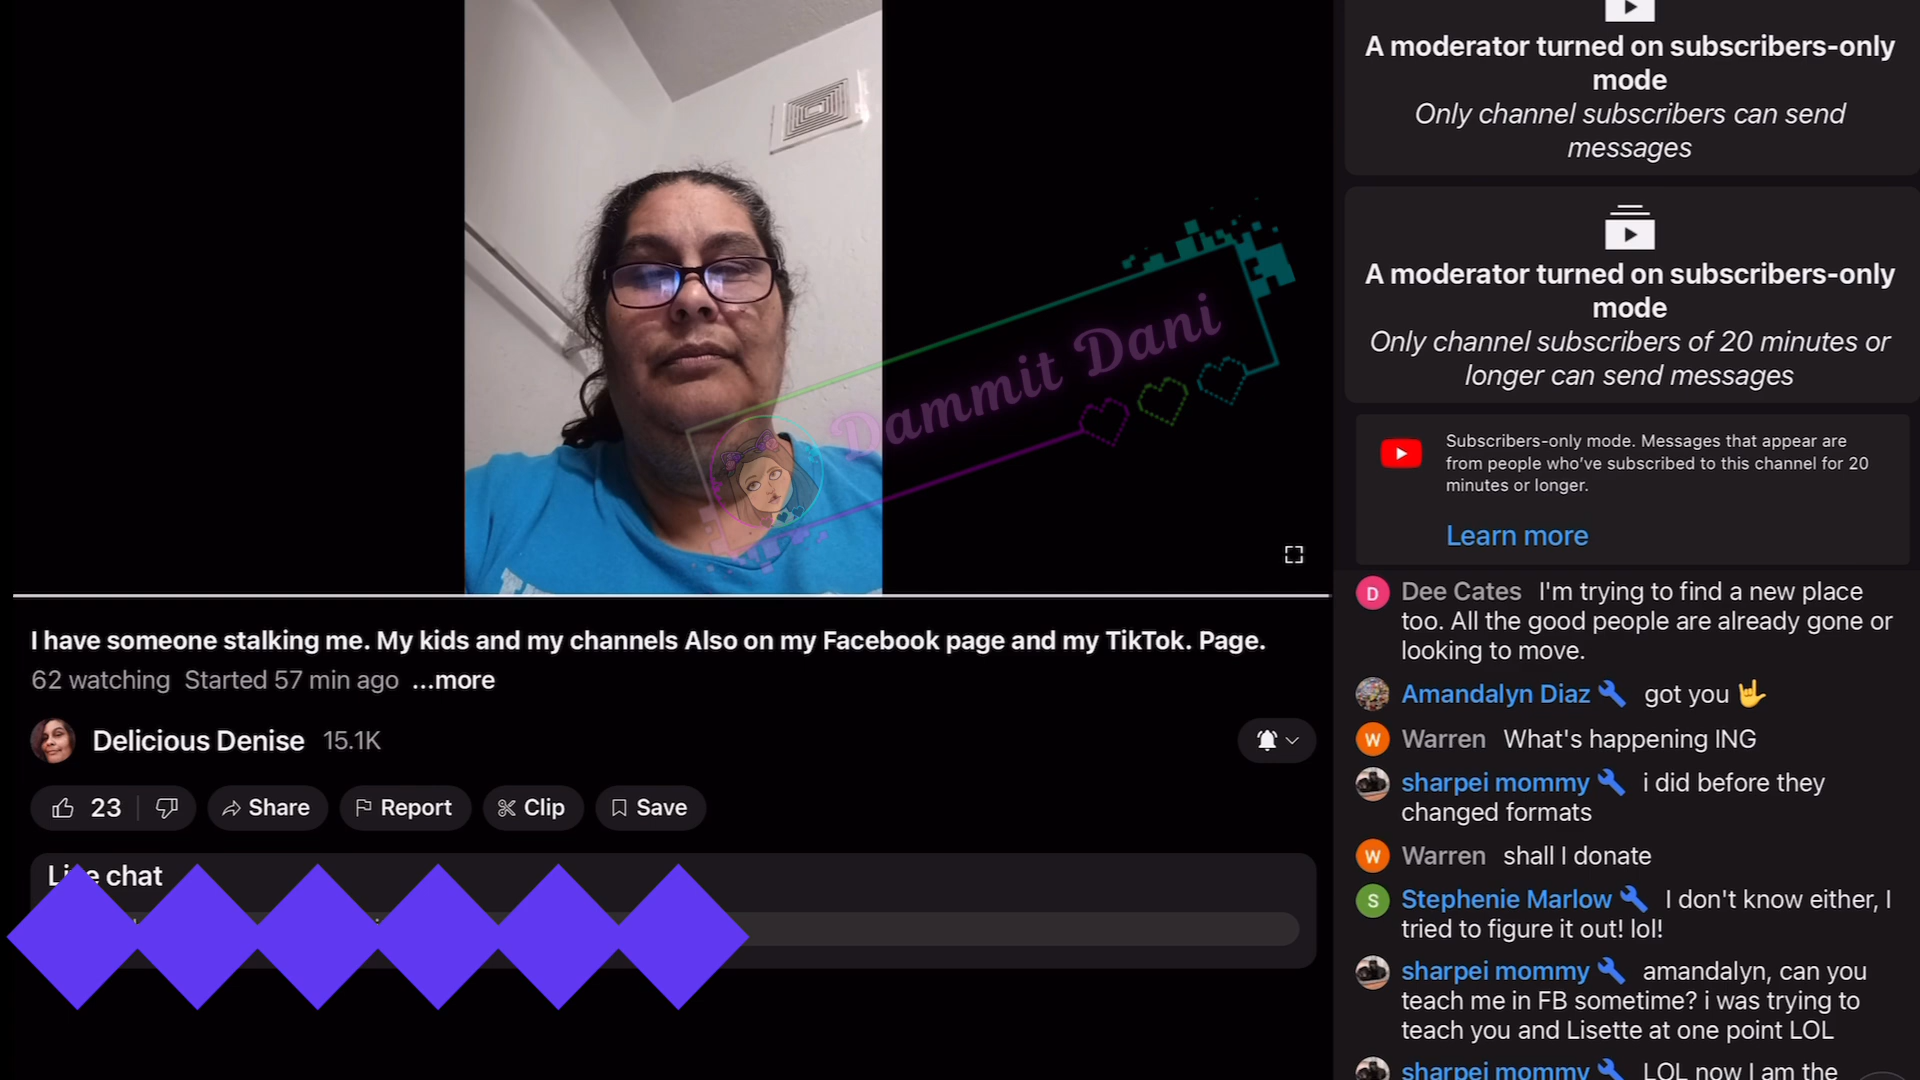 Dammit Dani
I have someone stalking me. My kids and my channels Also on my Facebook page and my TikTok. Page.
62 watching Started 57 min ago ...more
Delicious Denise 15.1K
23 Share Report Clip Save
chat
A moderator turned on subscribers-only
mode
Only channel subscribers can send
messages
A moderator turned on subscribers-only
mode
Only channel subscribers of 20 minutes or
longer can send messages
Subscribers-only mode. Messages that appear are
from people who've subscribed to this channel for 20
minutes or longer.
Learn more
D Dee Cates I'm trying to find a new place
too. All the good people are already gone or
looking to move.
Amandalyn Diaz got you 🤟
W Warren What's happening ING
sharpei mommy i did before they
changed formats
W Warren shall I donate
S Stephenie Marlow I don't know either, I
tried to figure it out! lol!
sharpei mommy amandalyn, can you
teach me in FB sometime? i was trying to
teach you and Lisette at one point LOL
sharpei mommy LOL now I am the